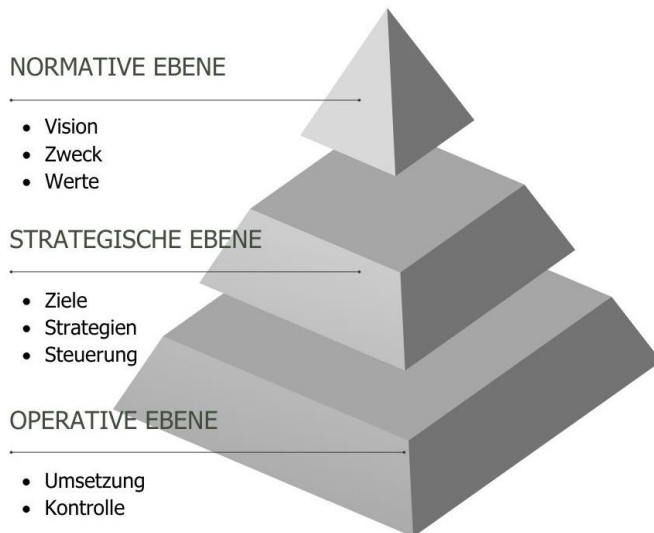 NORMATIVE EBENE
• Vision
• Zweck
• Werte
STRATEGISCHE EBENE
• Ziele
• Strategien
• Steuerung
OPERATIVE EBENE
• Umsetzung
• Kontrolle